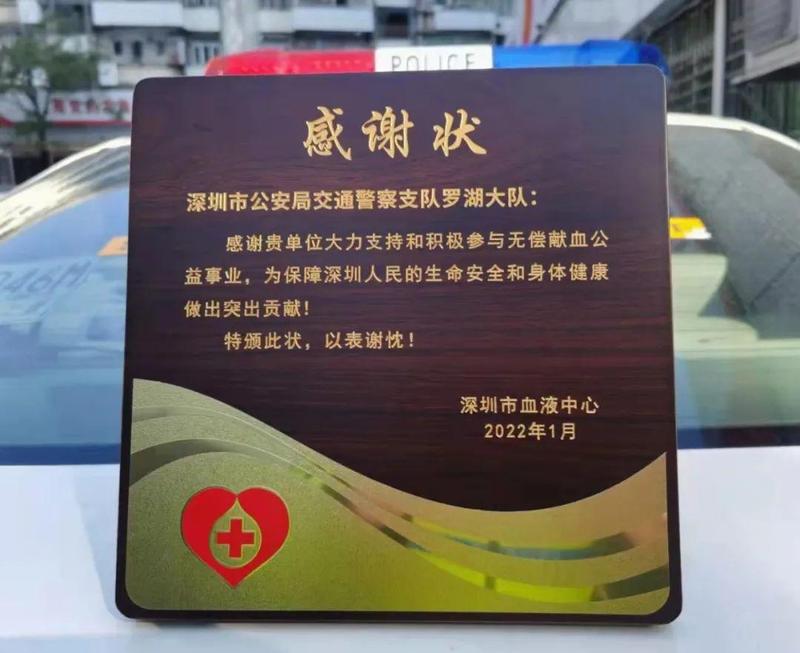 POLICE
感谢状
深圳市公安局交通警察支队罗湖大队：
感谢贵单位大力支持和积极参与无偿献血公
益事业，为保障深圳人民的生命安全和身体健康
做出突出贡献！
特颁此状，以表谢忱！
深圳市血液中心
2022年1月